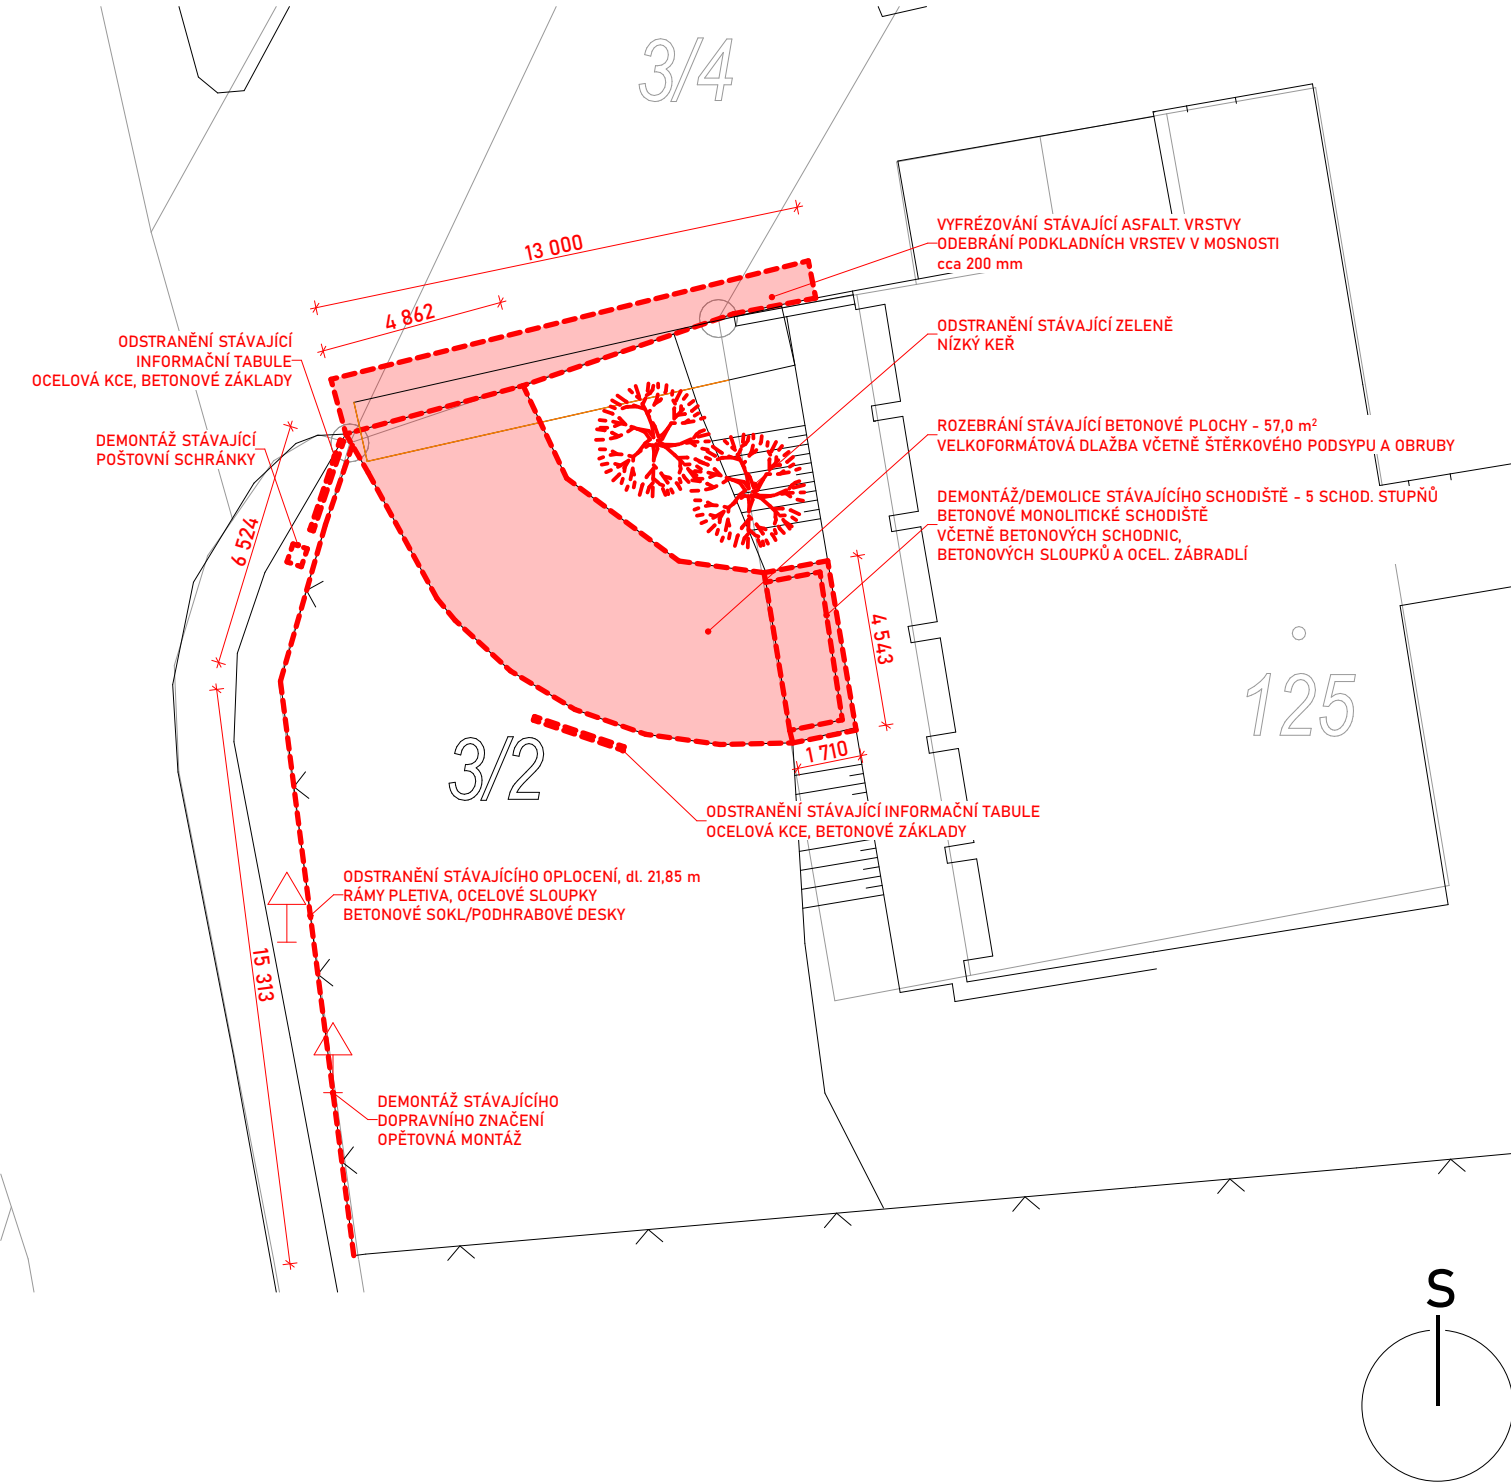 3/4
VYFRÉZOVÁNÍ STÁVAJÍCÍ ASFALT. VRSTVY
ODEBRÁNÍ PODKLADNÍCH VRSTEV V MOSNOSTI
cca 200 mm
13 000
4 862
ODSTRANĚNÍ STÁVAJÍCÍ
INFORMAČNÍ TABULE
OCELOVÁ KCE, BETONOVÉ ZÁKLADY
ODSTRANĚNÍ STÁVAJÍCÍ ZELENĚ
NÍZKÝ KEŘ
DEMONTÁŽ STÁVAJÍCÍ
POŠTOVNÍ SCHRÁNKY
ROZEBRÁNÍ STÁVAJÍCÍ BETONOVÉ PLOCHY - 57,0 m²
VELKOFORMÁTOVÁ DLAŽBA VČETNĚ ŠTĚRKOVÉHO PODSYPU A OBRUBY
DEMONTÁŽ/DEMOLICE STÁVAJÍCÍHO SCHODIŠTĚ - 5 SCHOD. STUPŇŮ
BETONOVÉ MONOLITICKÉ SCHODIŠTĚ
VČETNĚ BETONOVÝCH SCHODNIC,
BETONOVÝCH SLOUPKŮ A OCEL. ZÁBRADLÍ
6 524
4 543
125
3/2
1 710
ODSTRANĚNÍ STÁVAJÍCÍ INFORMAČNÍ TABULE
OCELOVÁ KCE, BETONOVÉ ZÁKLADY
ODSTRANĚNÍ STÁVAJÍCÍHO OPLOCENÍ, dl. 21,85 m
RÁMY PLETIVA, OCELOVÉ SLOUPKY
BETONOVÉ SOKL/PODHRABOVÉ DESKY
15 313
DEMONTÁŽ STÁVAJÍCÍHO
DOPRAVNÍHO ZNAČENÍ
OPĚTOVNÁ MONTÁŽ
S